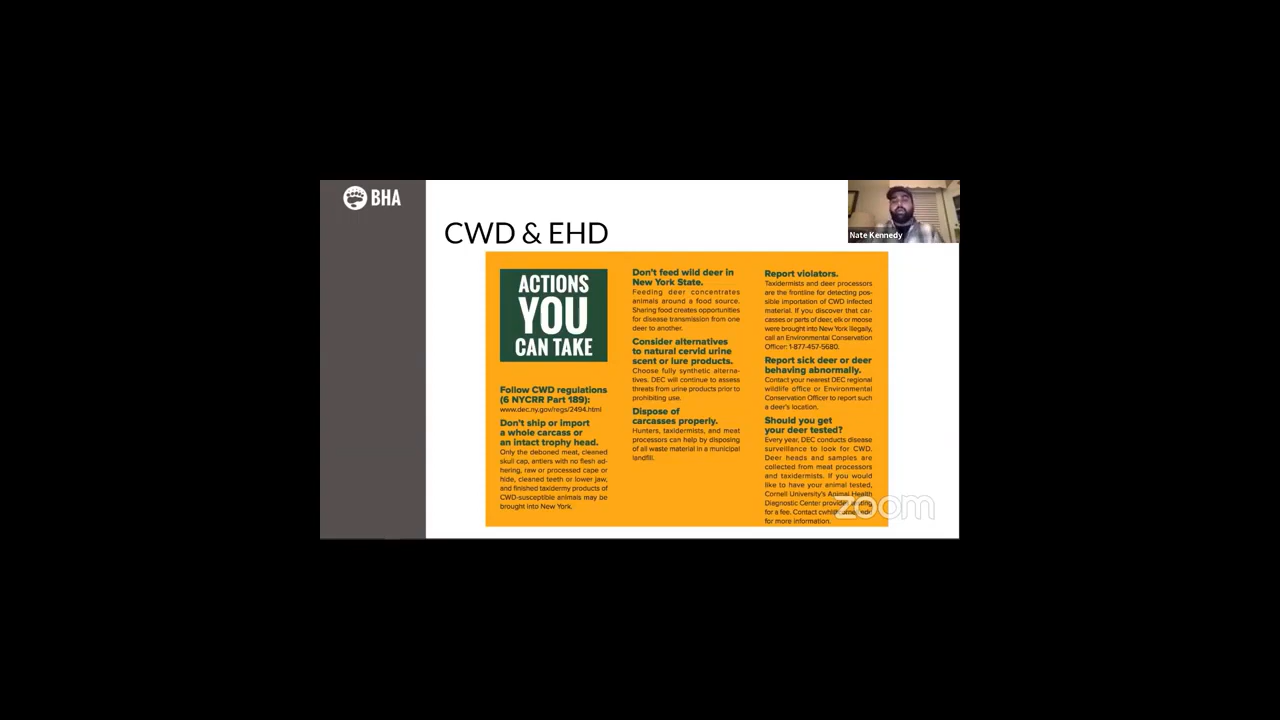 BHA
Nate Kennedy
CWD & EHD
ACTIONS
YOU
CAN TAKE
Follow CWD regulations
(6 NYCRR Part 189):
www.dec.ny.gov/regs/2494.html
Don't ship or import
a whole carcass or
an intact trophy head.
Only the deboned meat, cleaned
skull cap, antlers with no flesh ad-
hering, raw or processed cape or
hide, cleaned teeth or lower jaw,
and finished taxidermy products of
CWD-susceptible animals may be
brought into New York.
Don't feed wild deer in
New York State.
Feeding deer concentrates
animals around a food source.
Sharing food creates opportunities
for disease transmission from one
deer to another.
Consider alternatives
to natural cervid urine
scent or lure products.
Choose fully synthetic alterna-
tives. DEC will continue to assess
threats from urine products prior to
prohibiting use.
Dispose of
carcasses properly.
Hunters, taxidermists, and meat
processors can help by disposing
of all waste material in a municipal
landfill.
Report violators.
Taxidermists and deer processors
are the frontline for detecting pos-
sible importation of CWD infected
material. If you discover that car-
casses or parts of deer, elk or moose
were brought into New York illegally,
call an Environmental Conservation
Officer: 1-877-457-5680.
Report sick deer or deer
behaving abnormally.
Contact your nearest DEC regional
wildlife office or Environmental
Conservation Officer to report such
a deer's location.
Should you get
your deer tested?
Every year, DEC conducts disease
surveillance to look for CWD.
Deer heads and samples are
collected from meat processors
and taxidermists. If you would
like to have your animal tested,
Cornell University's Animal Health
Diagnostic Center
for a fee. Contact
for more information.
zoom